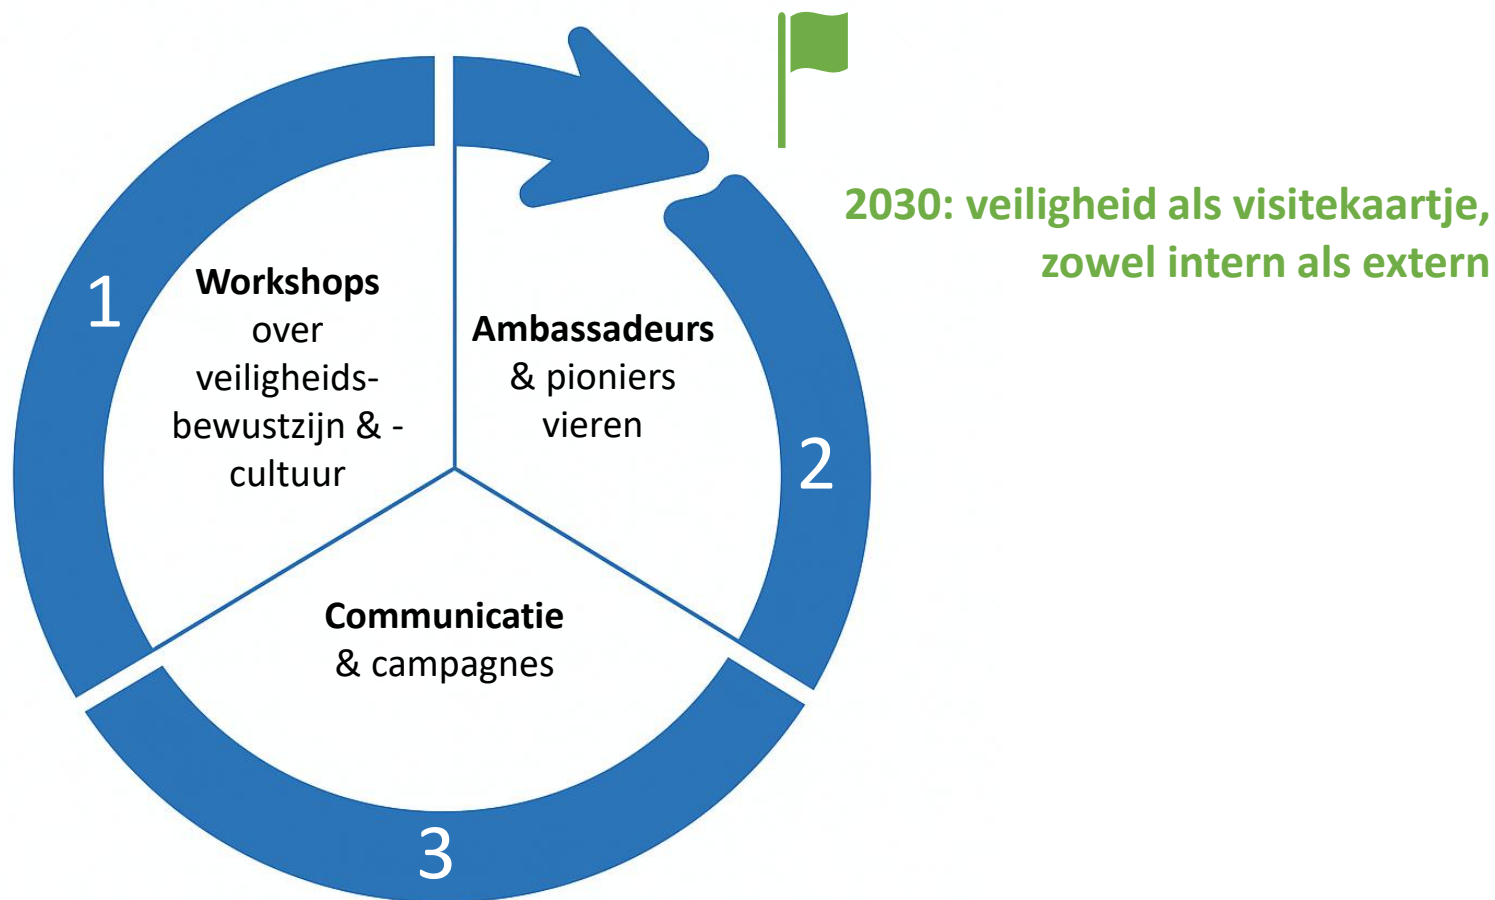 2030: veiligheid als visitekaartje,
zowel intern als extern
1
Workshops
over
veiligheids-
bewustzijn & -
cultuur
Ambassadeurs
& pioniers
vieren
2
Communicatie
& campagnes
3